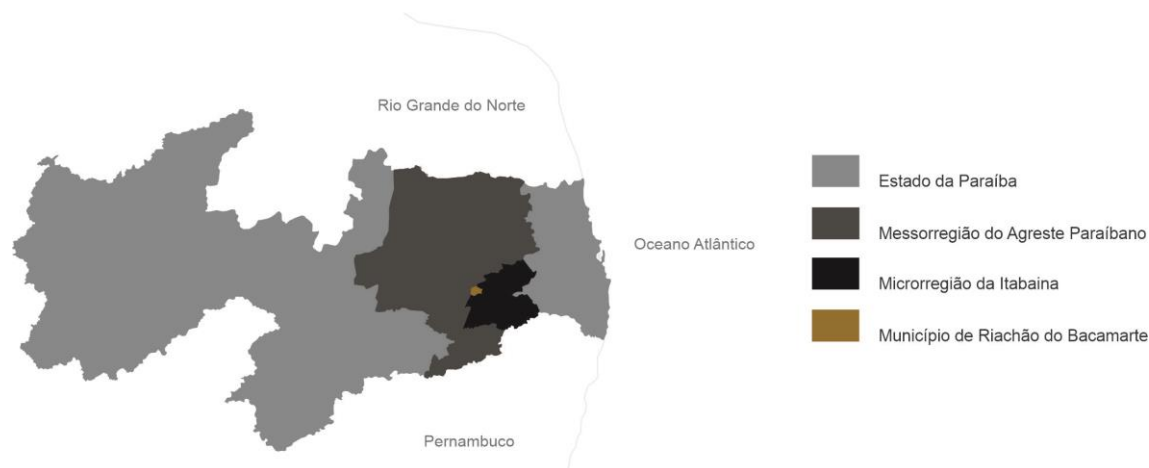 Rio Grande do Norte
Oceano Atlântico
Pernambuco
Estado da Paraíba
Messorregião do Agreste Paraíbano
Microrregião da Itabaina
Município de Riachão do Bacamarte